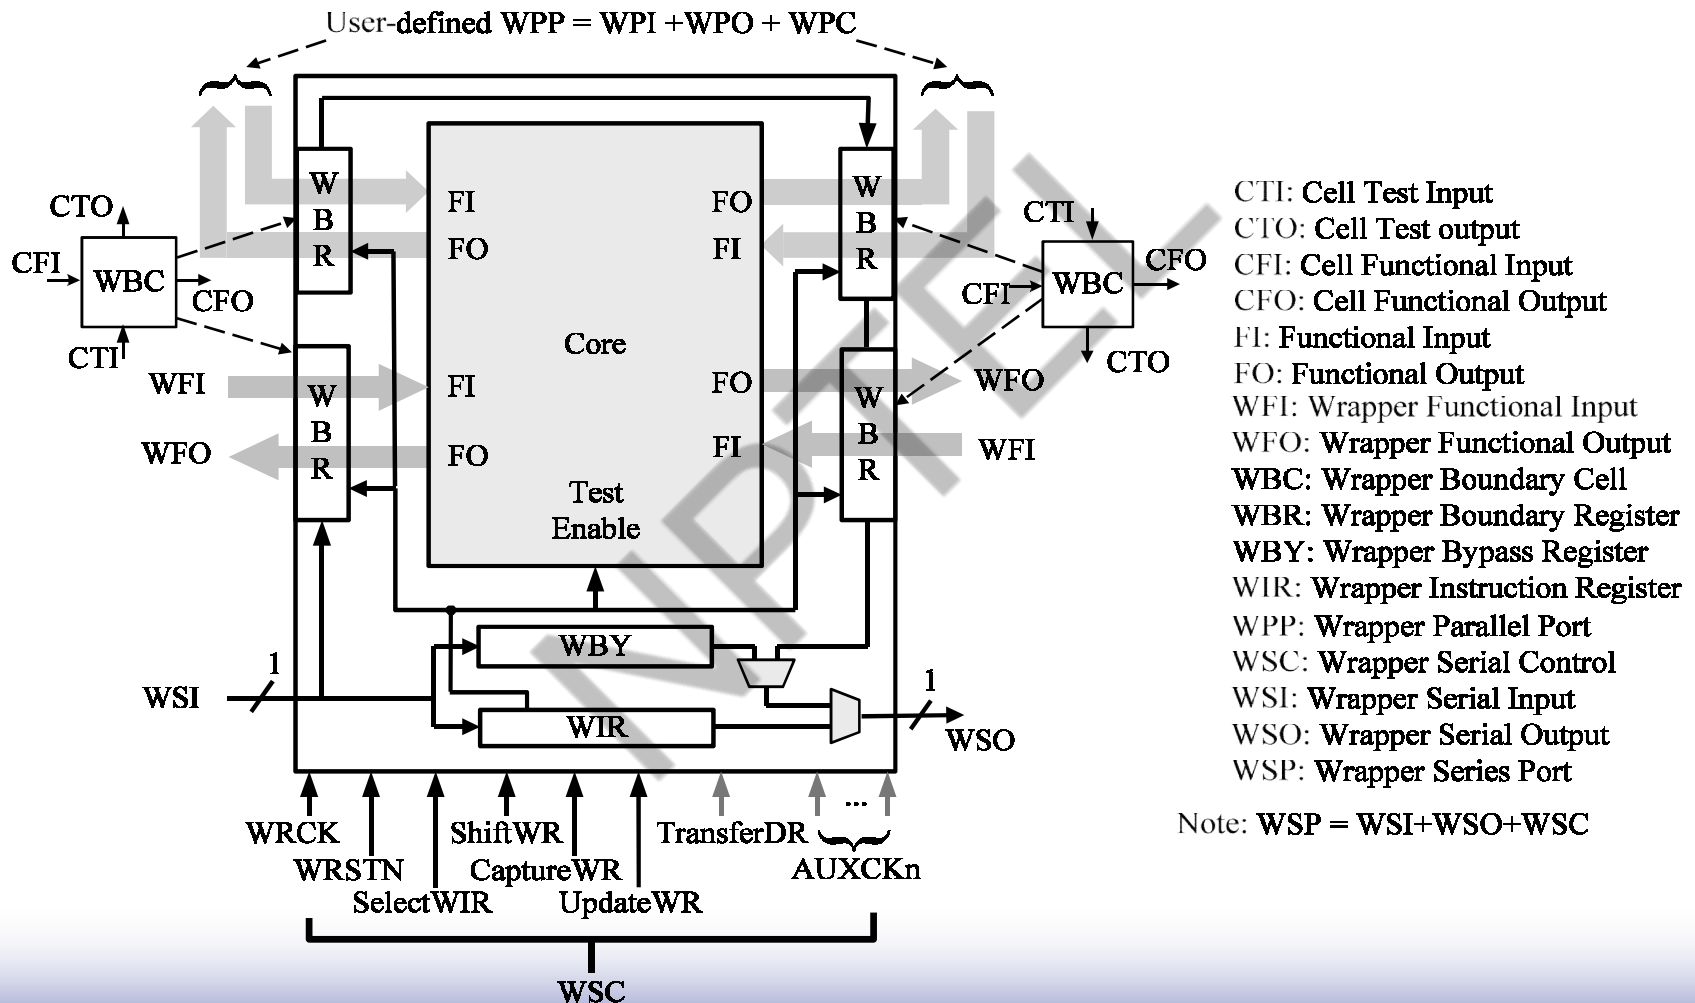 User-defined WPP = WPI +WPO + WPC
W
B
R
FI
FO
FO
FI
W
B
R
CTO
CFI
WBC
CFO
CTI
CTI
CFI
WBC
CFO
CTO
Core
WFI
WFO
W
B
R
FI
FO
FO
FI
W
B
R
WFO
WFI
Test
Enable
WBY
WSI
1
WIR
1
WSO
WRCK
WRSTN
SelectWIR
ShiftWR
CaptureWR
UpdateWR
TransferDR
...
AUXCKn
WSC
CTI: Cell Test Input
CTO: Cell Test output
CFI: Cell Functional Input
CFO: Cell Functional Output
FI: Functional Input
FO: Functional Output
WFI: Wrapper Functional Input
WFO: Wrapper Functional Output
WBC: Wrapper Boundary Cell
WBR: Wrapper Boundary Register
WBY: Wrapper Bypass Register
WIR: Wrapper Instruction Register
WPP: Wrapper Parallel Port
WSC: Wrapper Serial Control
WSI: Wrapper Serial Input
WSO: Wrapper Serial Output
WSP: Wrapper Series Port
Note: WSP = WSI+WSO+WSC
NPTEL